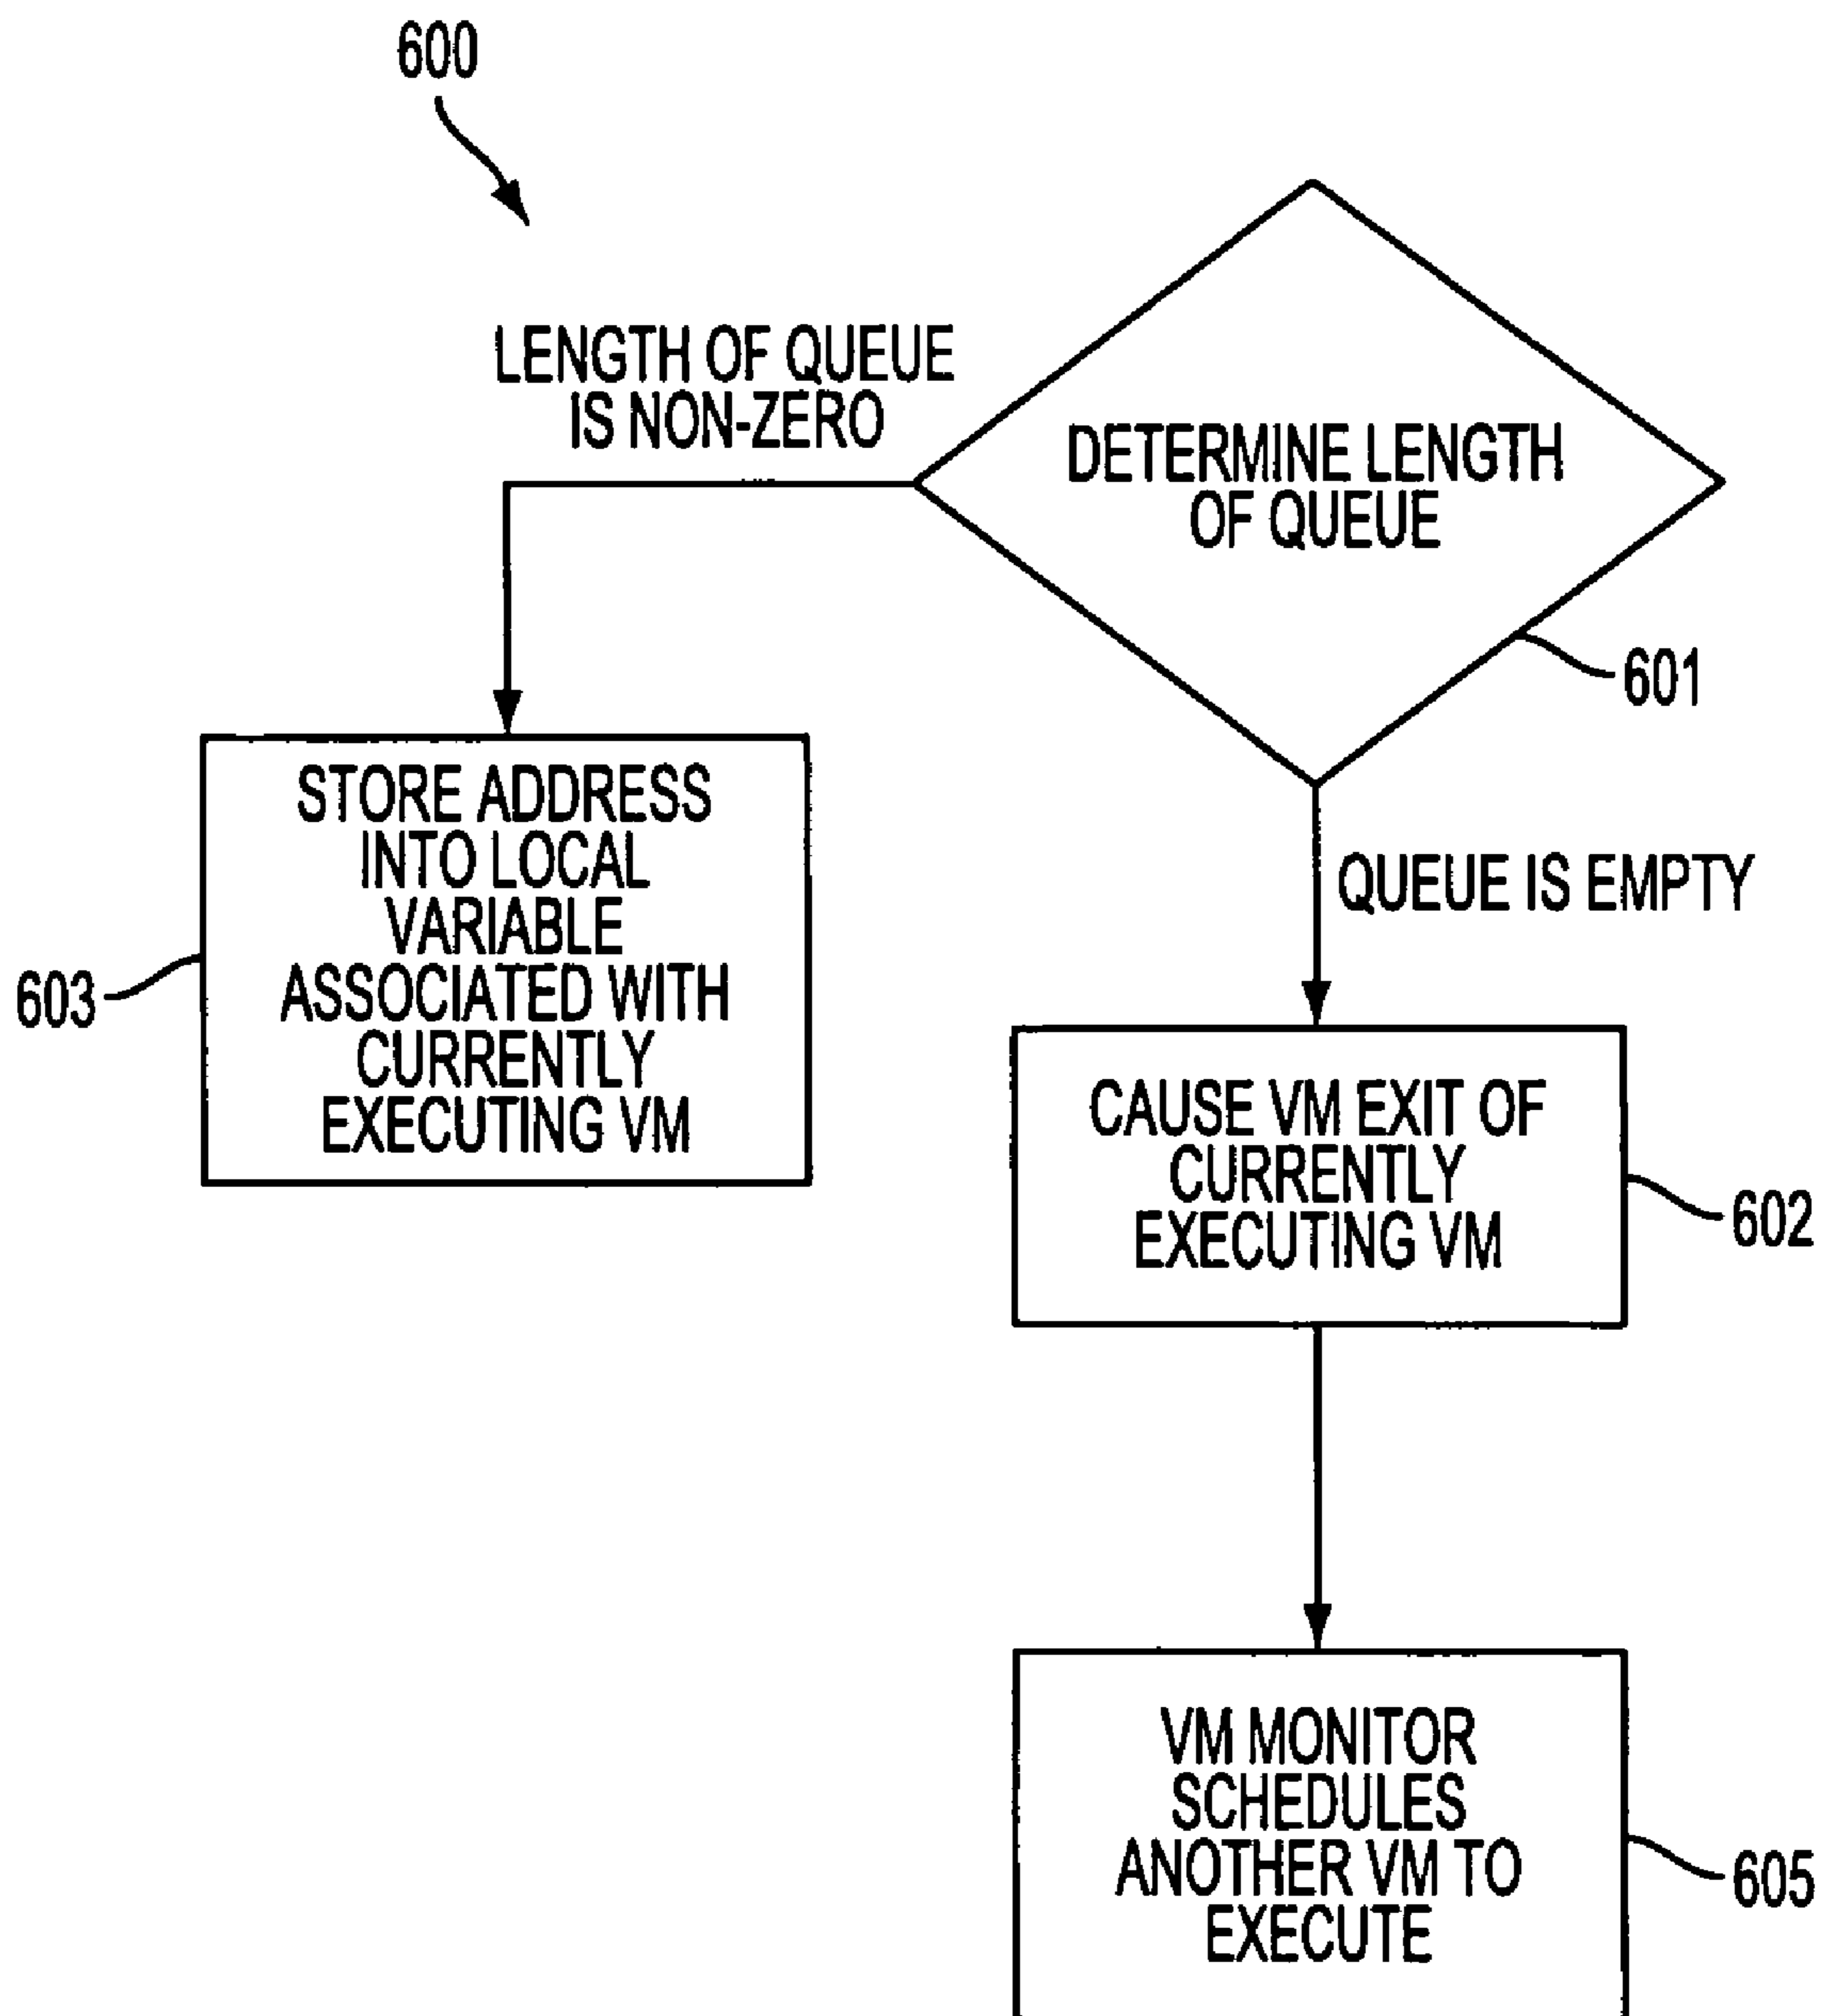 600
LENGTH OF QUEUE
IS NON-ZERO
DETERMINE LENGTH
OF QUEUE
601
STORE ADDRESS
INTO LOCAL
VARIABLE
ASSOCIATED WITH
CURRENTLY
EXECUTING VM
603
QUEUE IS EMPTY
CAUSE VM EXIT OF
CURRENTLY
EXECUTING VM
602
VM MONITOR
SCHEDULES
ANOTHER VM TO
EXECUTE
605